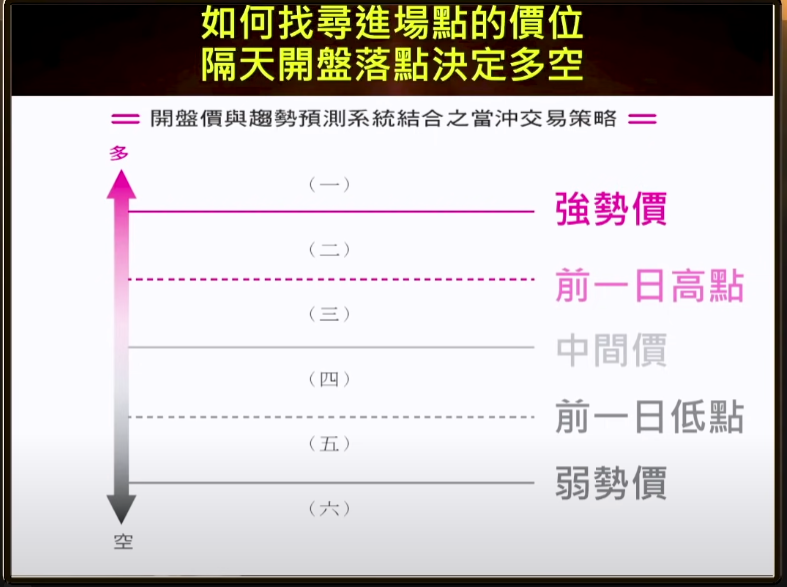 如何找尋進場點的價位
隔天開盤落點決定多空
開盤價與趨勢預測系統結合之當沖交易策略
多
（一）
強勢價
（二）
前一日高點
（三）
中間價
（四）
前一日低點
（五）
弱勢價
（六）
空